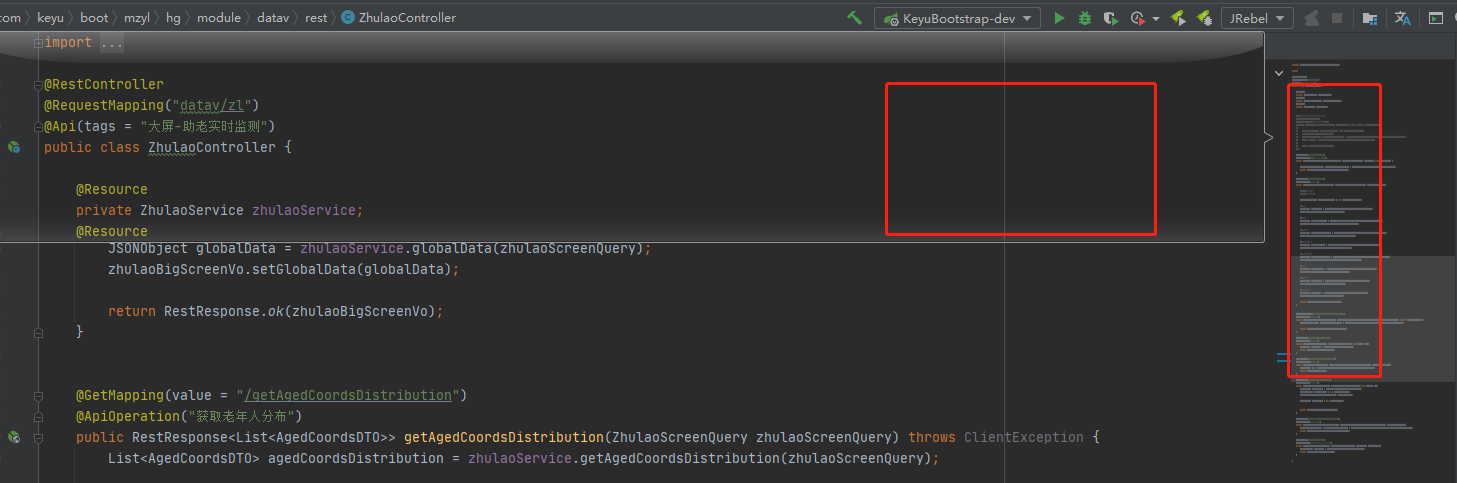 com > keyu > boot > mzyl > hg > module > datav > rest > ZhulaoController
KeyuBootstrap-dev
JRebel
import ...
@RestController
@RequestMapping("datav/zl")
@Api(tags = "大屏-助老实时监测")
public class ZhulaoController {
@Resource
private ZhulaoService zhulaoService;
@Resource
JSONObject globalData = zhulaoService.globalData(zhulaoScreenQuery);
zhulaoBigScreenVo.setGlobalData(globalData);
return RestResponse.ok(zhulaoBigScreenVo);
}
@GetMapping(value = "/getAgedCoordsDistribution")
@ApiOperation("获取老年人分布")
public RestResponse<List<AgedCoordsDTO>> getAgedCoordsDistribution(ZhulaoScreenQuery zhulaoScreenQuery) throws ClientException {
List<AgedCoordsDTO> agedCoordsDistribution = zhulaoService.getAgedCoordsDistribution(zhulaoScreenQuery);